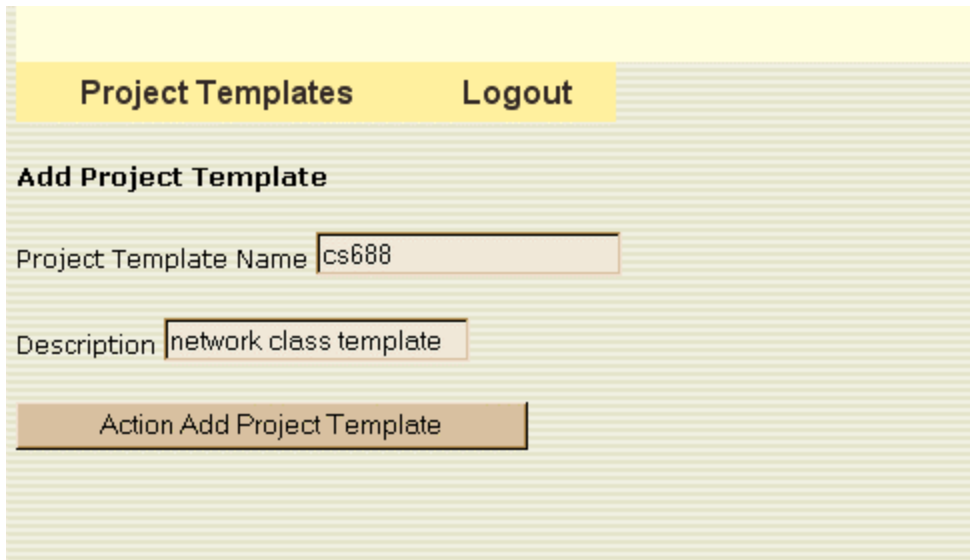 Project Templates Logout
Add Project Template
Project Template Name cs688
Description network class template
Action Add Project Template